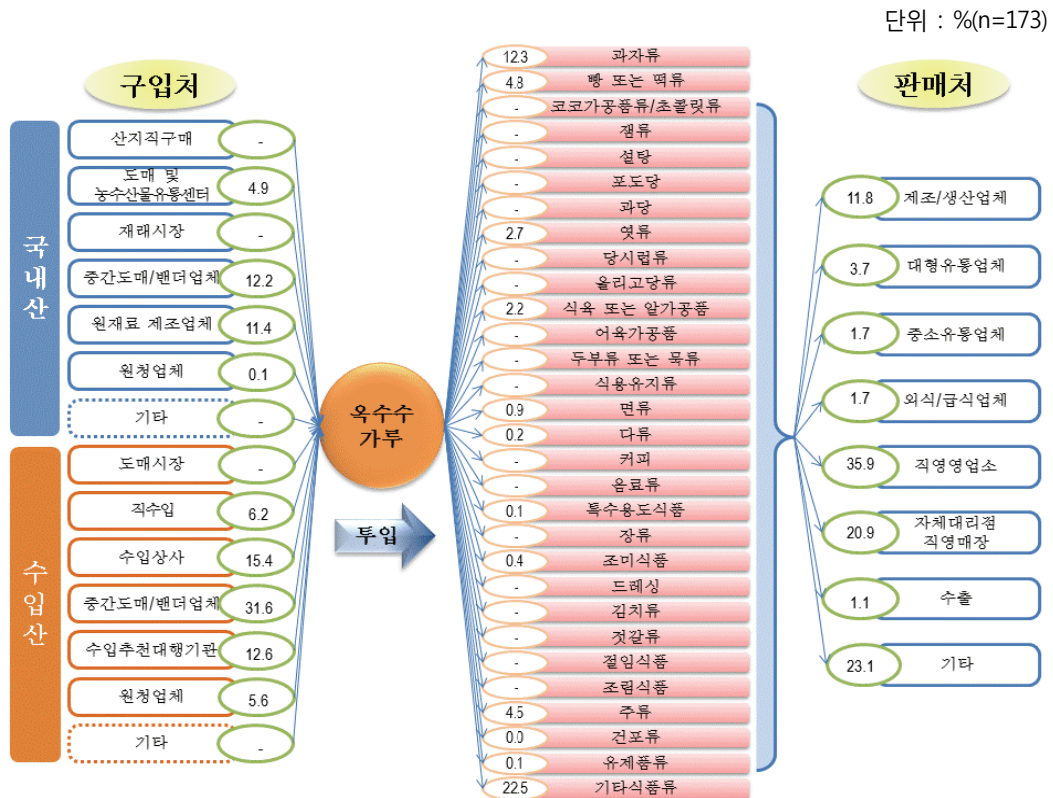 단위 : %(n=173)
구입처
국내산
산지직구매
-
도매 및
농수산물유통센터
4.9
재래시장
-
중간도매/밴더업체
12.2
원재료 제조업체
11.4
원청업체
0.1
기타
-
수입산
도매시장
-
직수입
6.2
수입상사
15.4
중간도매/밴더업체
31.6
수입추천대행기관
12.6
원청업체
5.6
기타
-
옥수수
가루
투입
12.3 과자류
4.8 빵 또는 떡류
- 코코가공품류/초콜릿류
- 잼류
- 설탕
- 포도당
- 과당
2.7 엿류
- 당시럽류
- 올리고당류
2.2 식육 또는 알가공품
- 어육가공품
- 두부류 또는 묵류
- 식용유지류
0.9 면류
0.2 다류
- 커피
- 음료류
0.1 특수용도식품
- 장류
0.4 조미식품
- 드레싱
- 김치류
- 젓갈류
- 절임식품
- 조림식품
4.5 주류
0.0 건포류
0.1 유제품류
22.5 기타식품류
판매처
11.8 제조/생산업체
3.7 대형유통업체
1.7 중소유통업체
1.7 외식/급식업체
35.9 직영영업소
20.9 자체대리점
직영매장
1.1 수출
23.1 기타